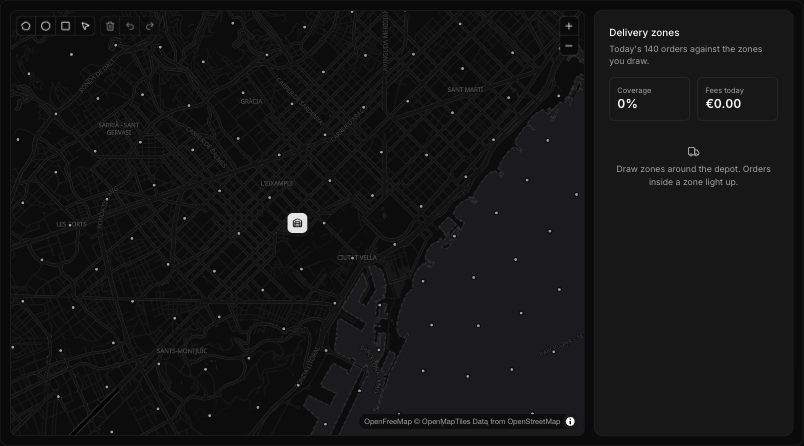 Delivery zones
Today's 140 orders against the zones
you draw.
Coverage
0%
Fees today
€0.00
Draw zones around the depot. Orders
inside a zone light up.
SANT MARTÍ
GRÀCIA
SARRIÀ - SANT
GERVASI
L'EIXAMPLE
LES CORTS
CIUTAT VELLA
SANTS-MONTJUÏC
OpenFreeMap © OpenMapTiles Data from OpenStreetMap